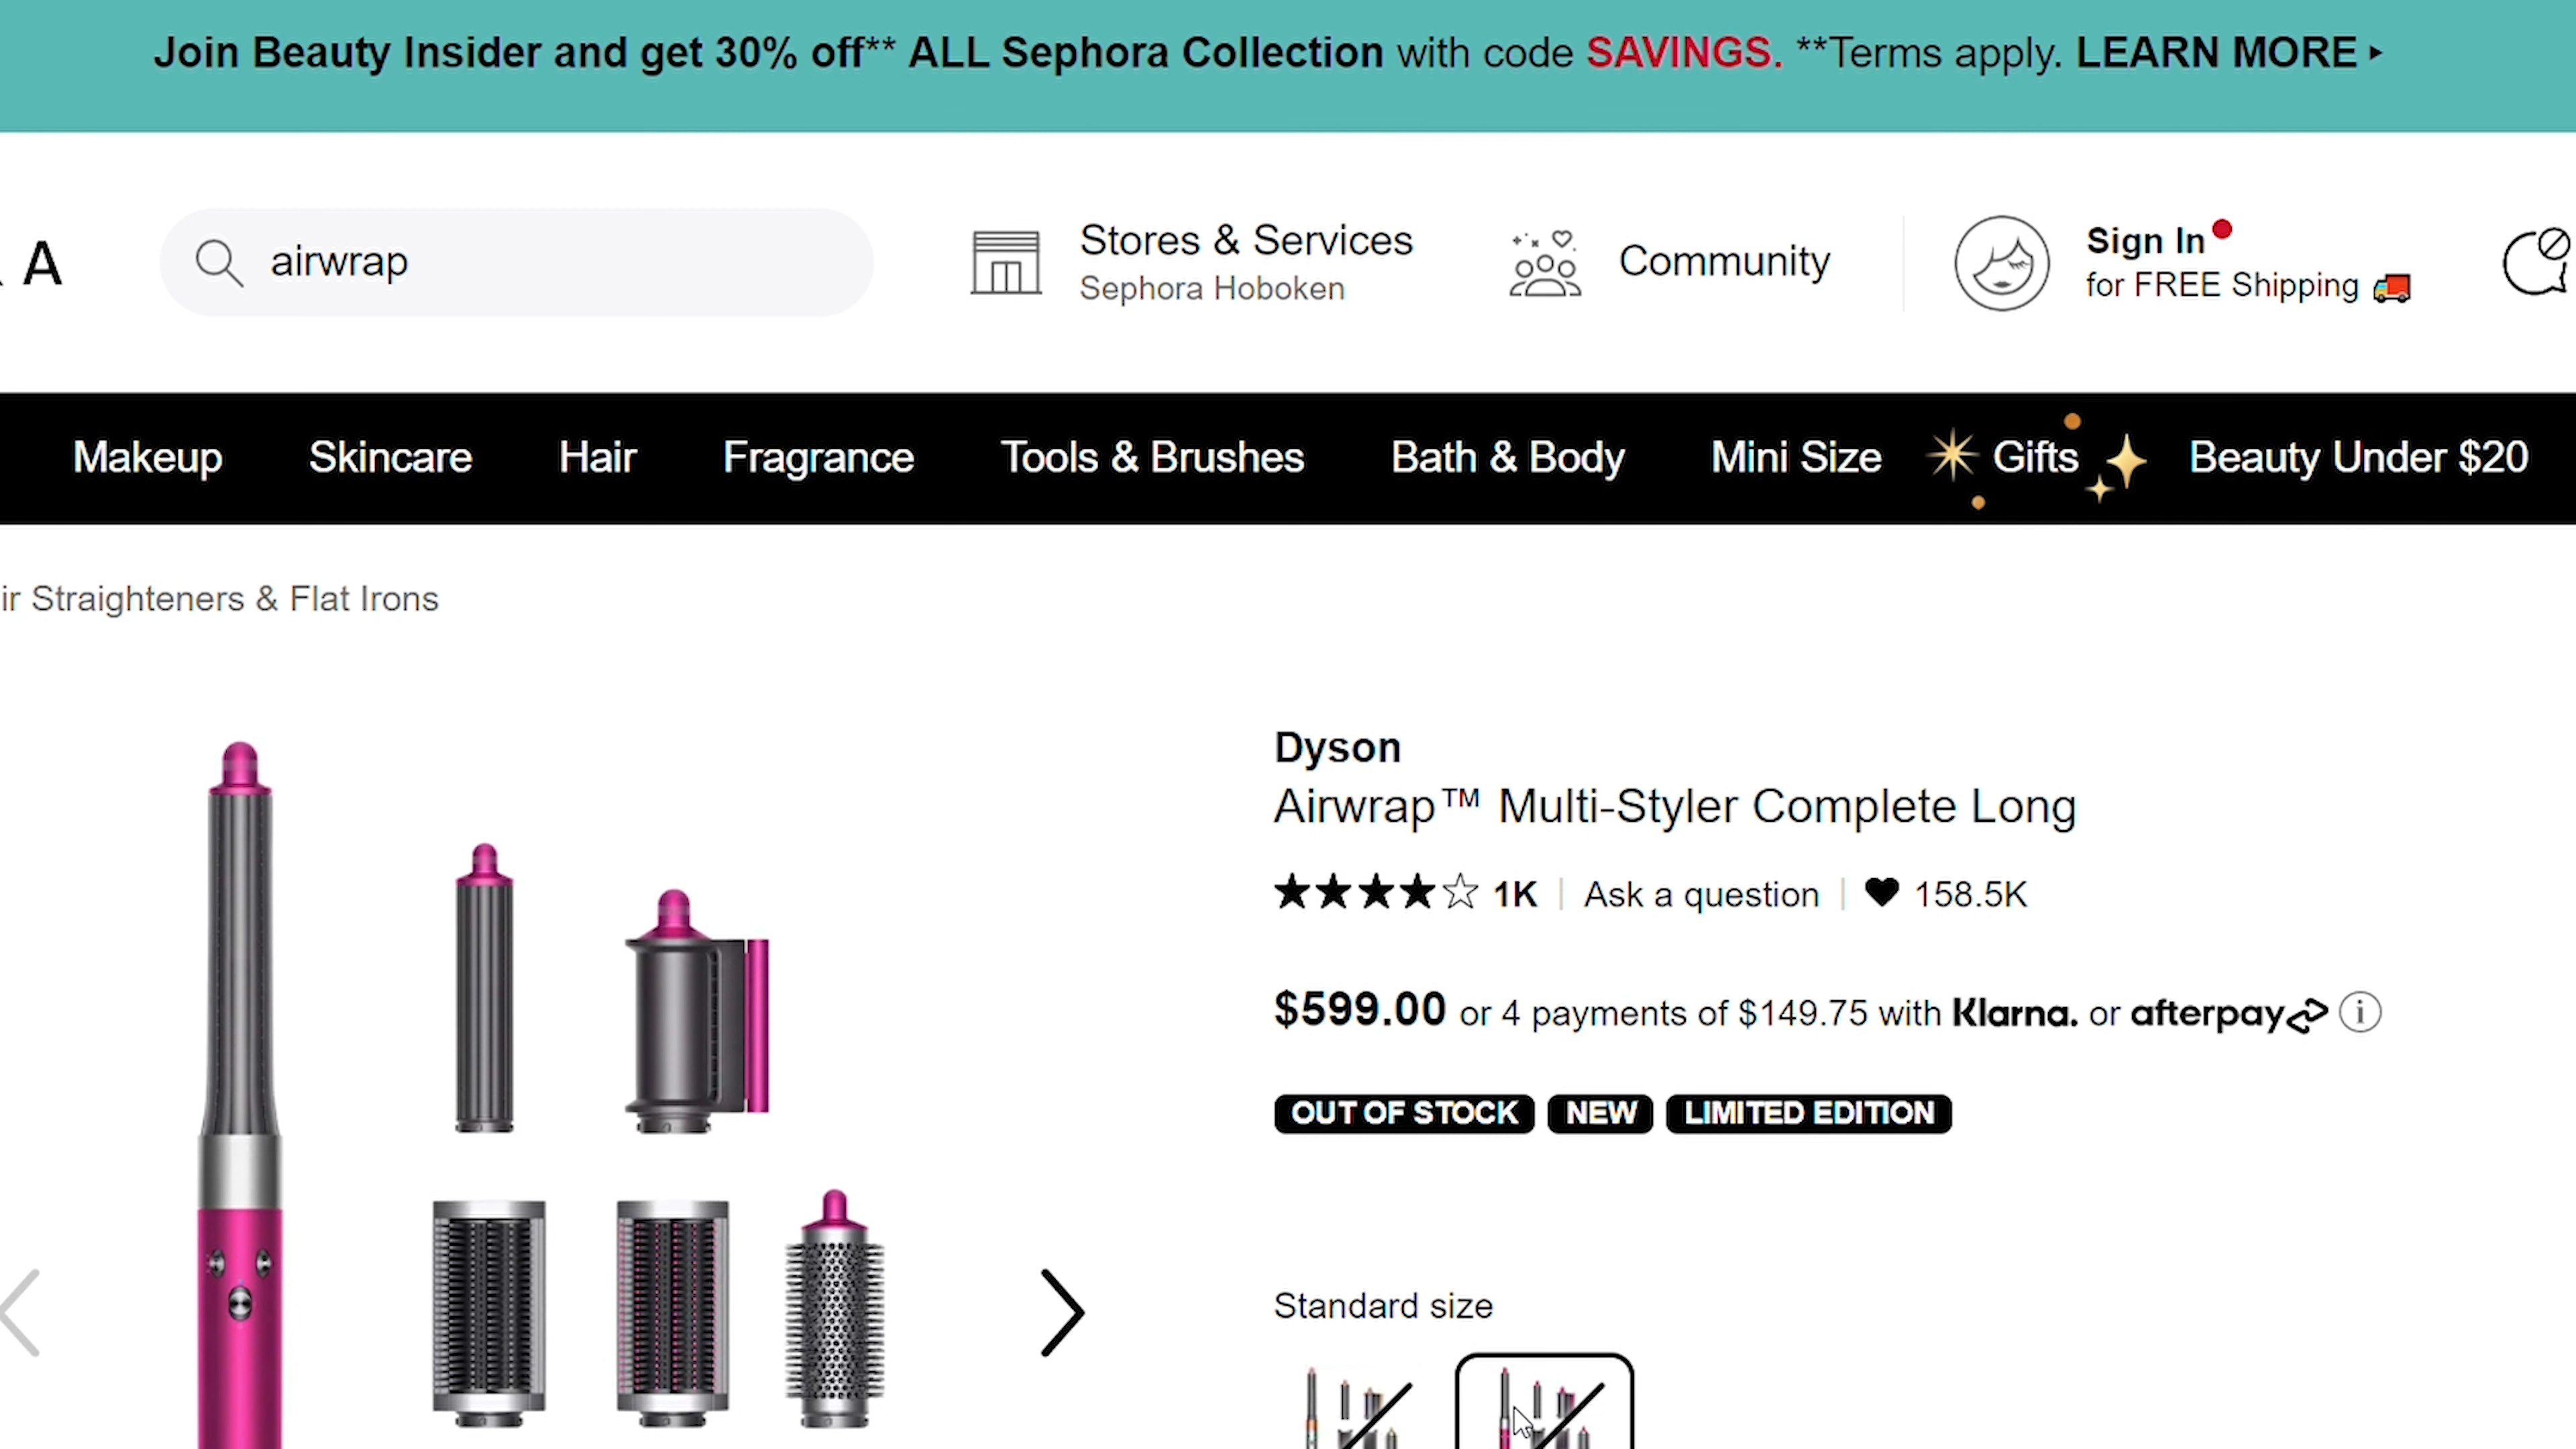 Join Beauty Insider and get 30% off** ALL Sephora Collection with code SAVINGS. **Terms apply. LEARN MORE ▸
A
airwrap
Stores & Services
Sephora Hoboken
Community
Sign In
for FREE Shipping
Makeup Skincare Hair Fragrance Tools & Brushes Bath & Body Mini Size Gifts Beauty Under $20
ir Straighteners & Flat Irons
Dyson
Airwrap™ Multi-Styler Complete Long
1K | Ask a question | 158.5K
$599.00 or 4 payments of $149.75 with Klarna. or afterpay
OUT OF STOCK NEW LIMITED EDITION
Standard size